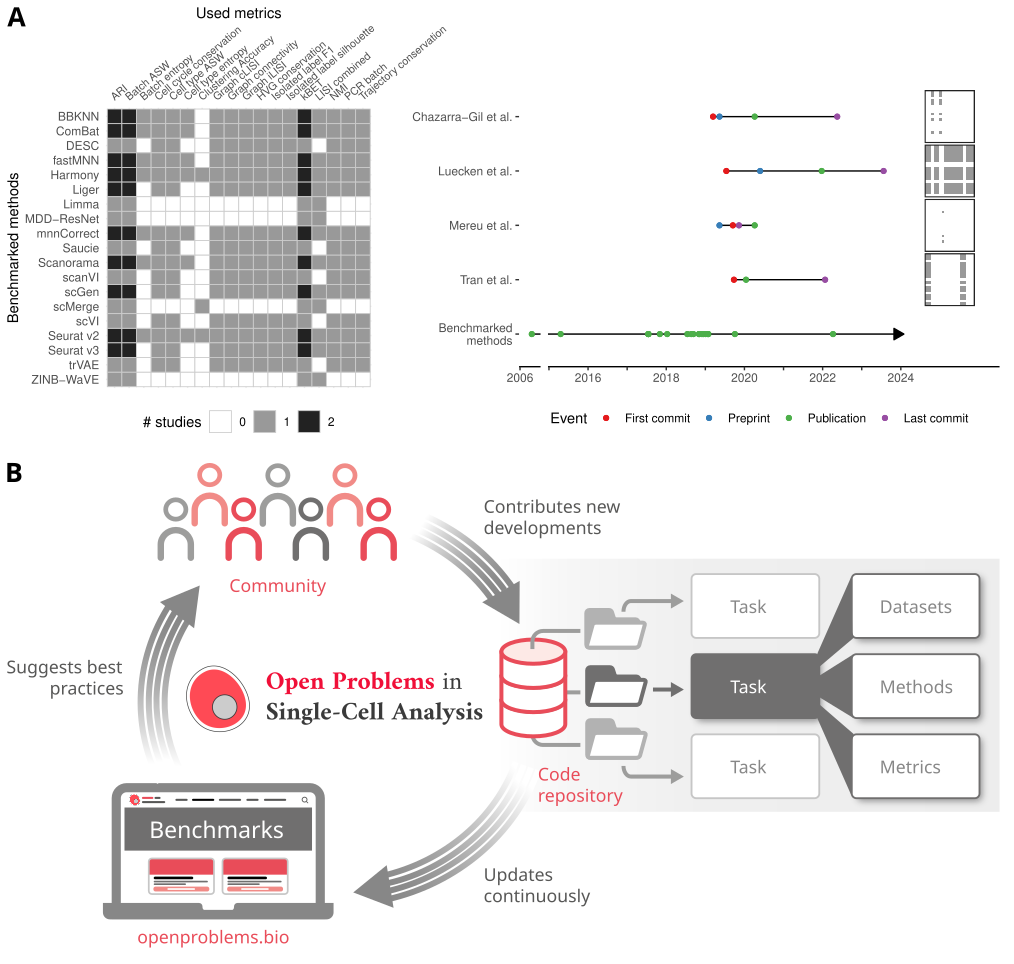 A
Used metrics
ARI
Batch ASW
Batch entropy
Cell cycle conservation
Cell type ASW
Cell type entropy
Clustering Accuracy
Graph cLISI
Graph connectivity
Graph iLISI
HVG conservation
Isolated label F1
Isolated label silhouette
kBET
LISI combined
NMI
PCR batch
Trajectory conservation
Benchmarked methods
BBKNN
ComBat
DESC
fastMNN
Harmony
Liger
Limma
MDD−ResNet
mnnCorrect
Saucie
Scanorama
scanVI
scGen
scMerge
scVI
Seurat v2
Seurat v3
trVAE
ZINB−WaVE
# studies 0 1 2
Chazarra-Gil et al.
Luecken et al.
Mereu et al.
Tran et al.
Benchmarked
methods
2006 2016 2018 2020 2022 2024
Event First commit Preprint Publication Last commit
B
Community
Contributes new
developments
Suggests best
practices
Open Problems in
Single-Cell Analysis
Code
repository
Task
Task
Task
Datasets
Methods
Metrics
Benchmarks
Updates
continuously
openproblems.bio